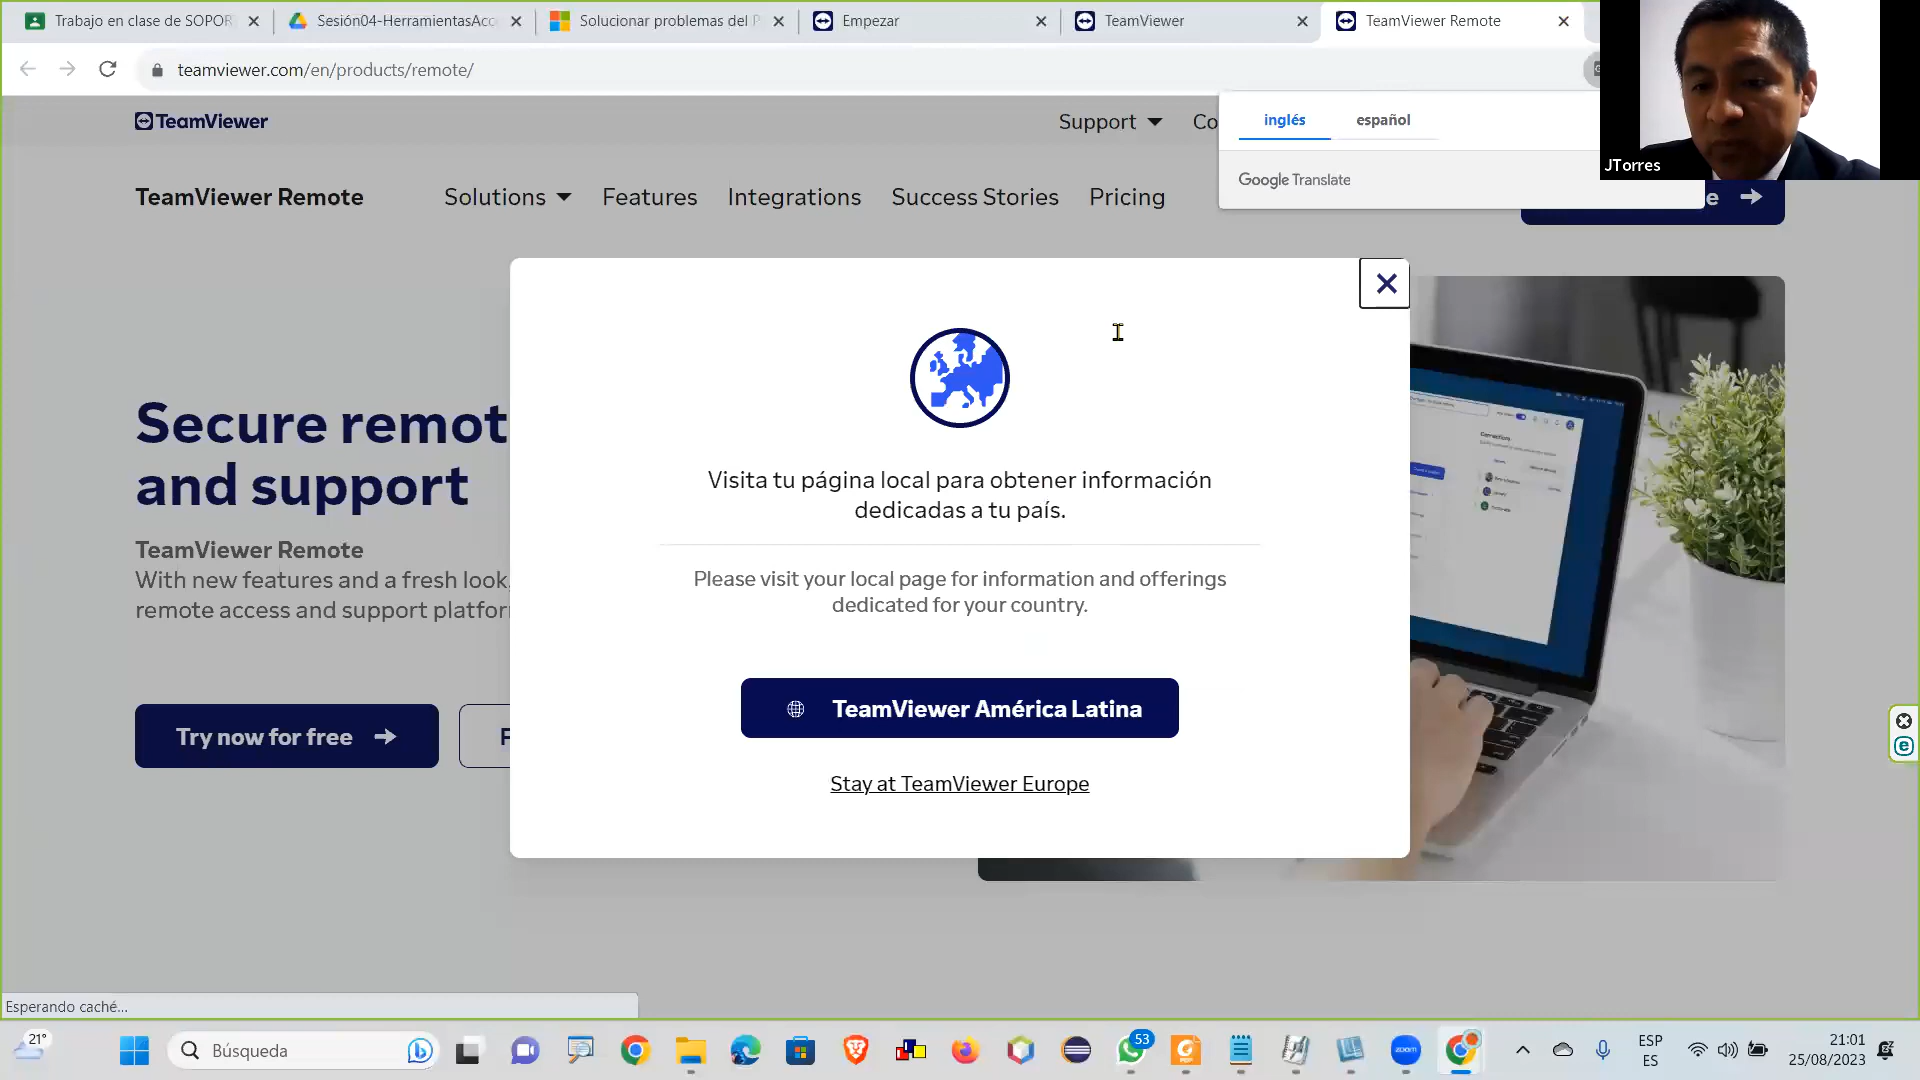 Trabajo en clase de SOPOR
Sesión04-HerramientasAcc
Solucionar problemas del P
Empezar
TeamViewer
TeamViewer Remote
teamviewer.com/en/products/remote/
TeamViewer
Support
Co
inglés
español
JTorres
Google Translate
TeamViewer Remote
Solutions
Features
Integrations
Success Stories
Pricing
e
Visita tu página local para obtener información
dedicadas a tu país.
Secure remot
and support
Please visit your local page for information and offerings
dedicated for your country.
TeamViewer Remote
With new features and a fresh look,
remote access and support platfor
TeamViewer América Latina
Try now for free
F
Stay at TeamViewer Europe
Esperando caché...
21°
Búsqueda
53
zoom
ESP
ES
21:01
25/08/2023